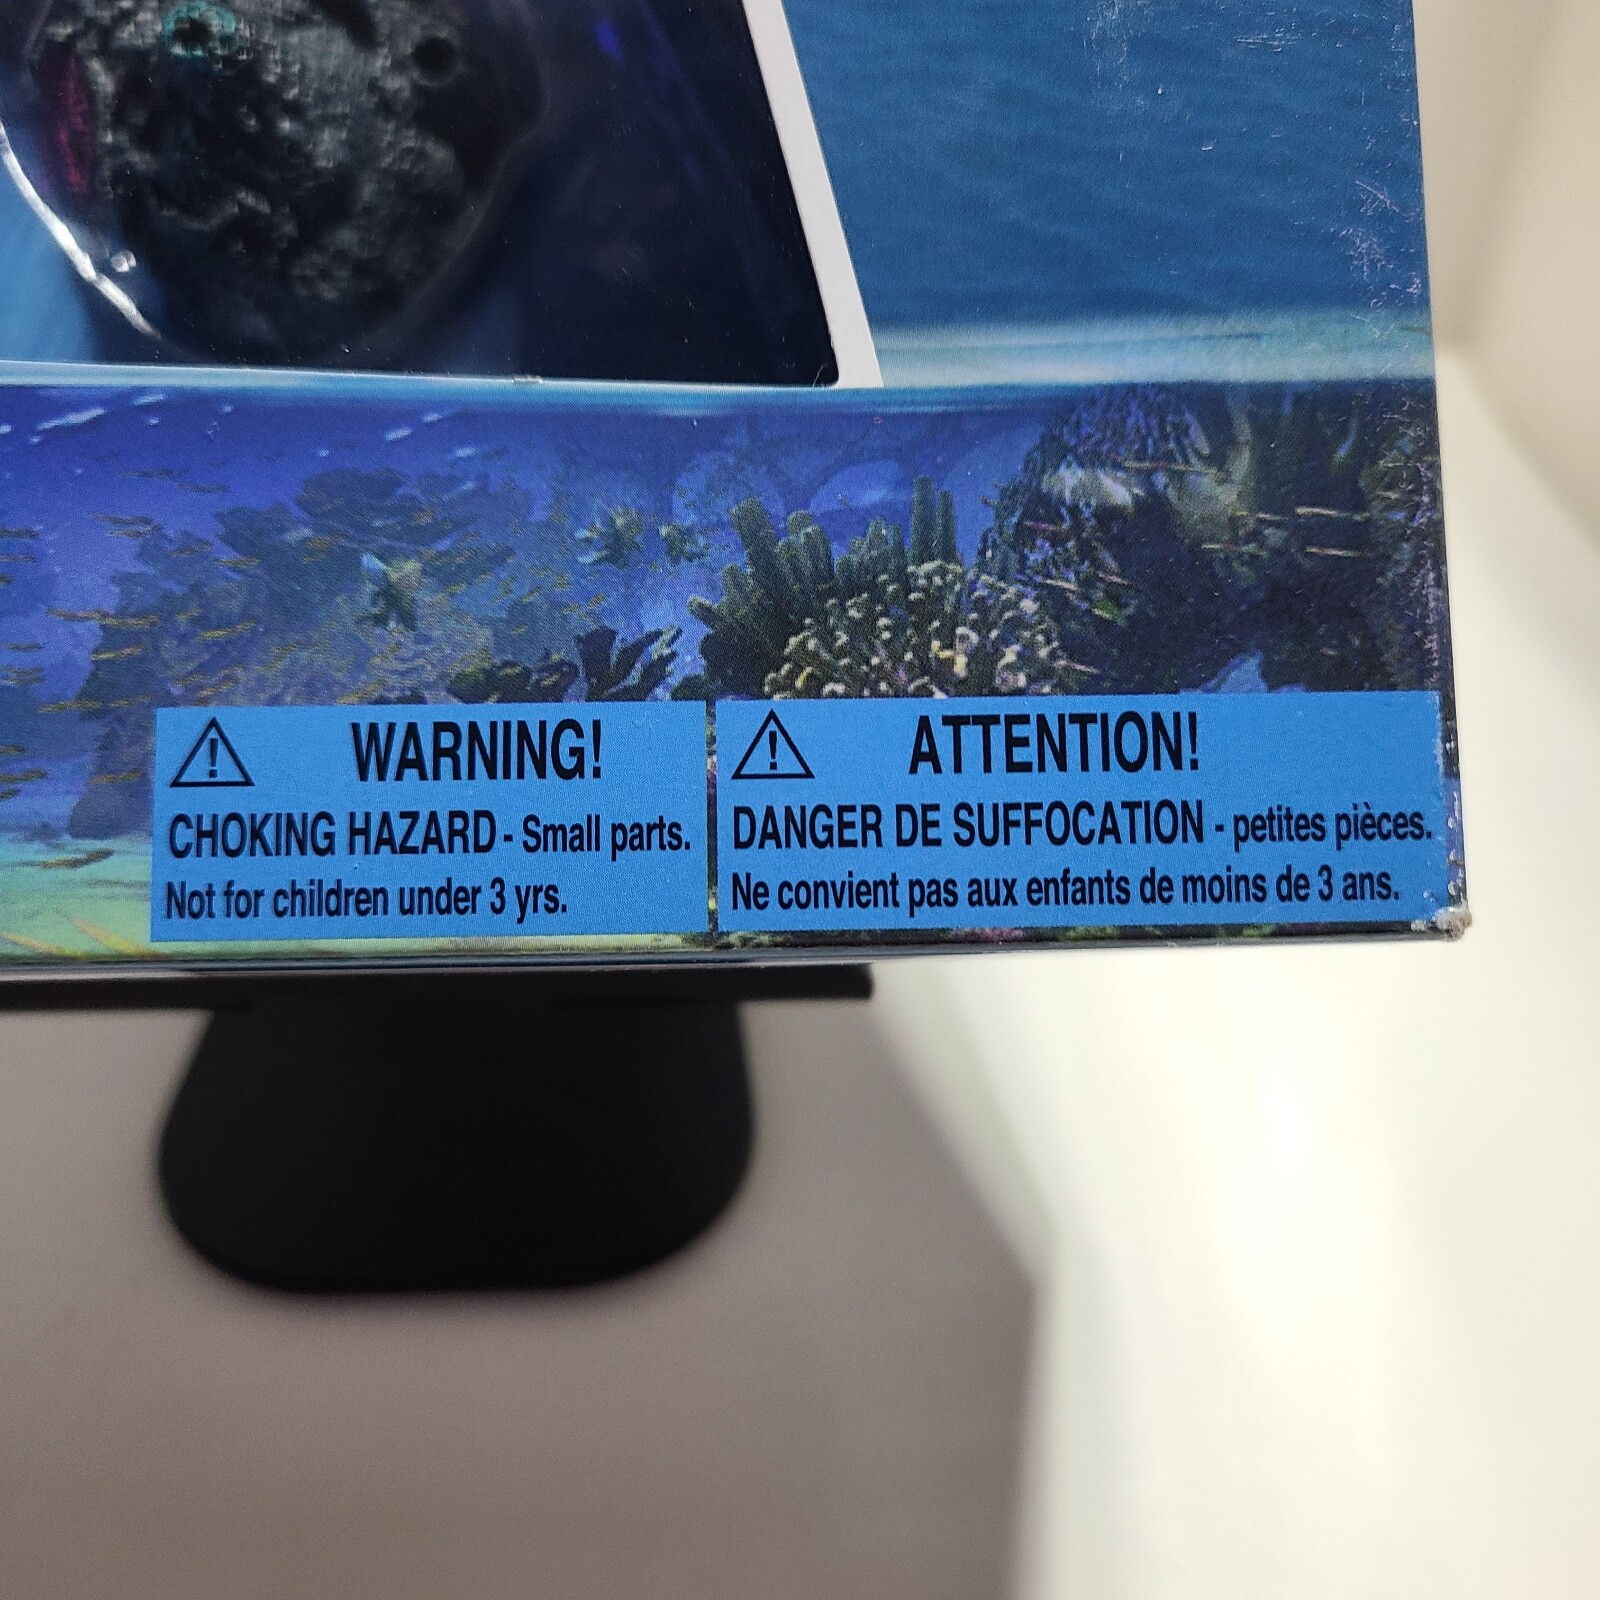 WARNING!
CHOKING HAZARD - Small parts.
Not for children under 3 yrs.
ATTENTION!
DANGER DE SUFFOCATION - petites pièces.
Ne convient pas aux enfants de moins de 3 ans.